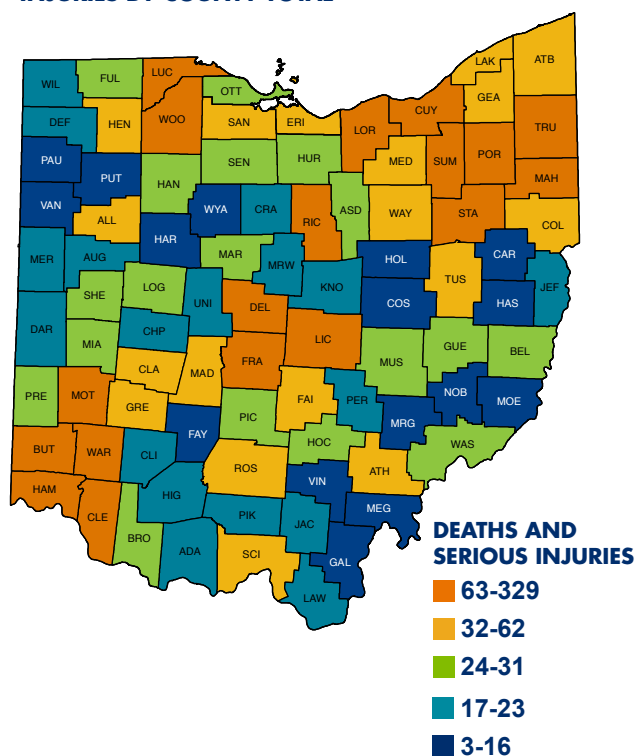 INJURIES BY COUNTY TOTAL
WIL FUL LUC OTT LAK ATB
GEA
DEF HEN WOO SAN ERI LOR CUY TRU
PAU PUT HAN SEN HUR MED SUM POR MAH
VAN ALL WYA CRA RIC ASD WAY STA COL
HAR
MER AUG MAR MRW HOL TUS CAR
SHE LOG UNI KNO COS HAS JEF
DAR CHP DEL LIC
MIA CLA MAD FRA MUS GUE BEL
PRE MOT GRE FAI PER NOB MOE
FAY PIC MRG
BUT WAR CLI HOC WAS
ROS ATH
HAM CLE HIG VIN MEG
BRO PIK JAC
ADA SCI GAL
LAW
DEATHS AND
SERIOUS INJURIES
63-329
32-62
24-31
17-23
3-16